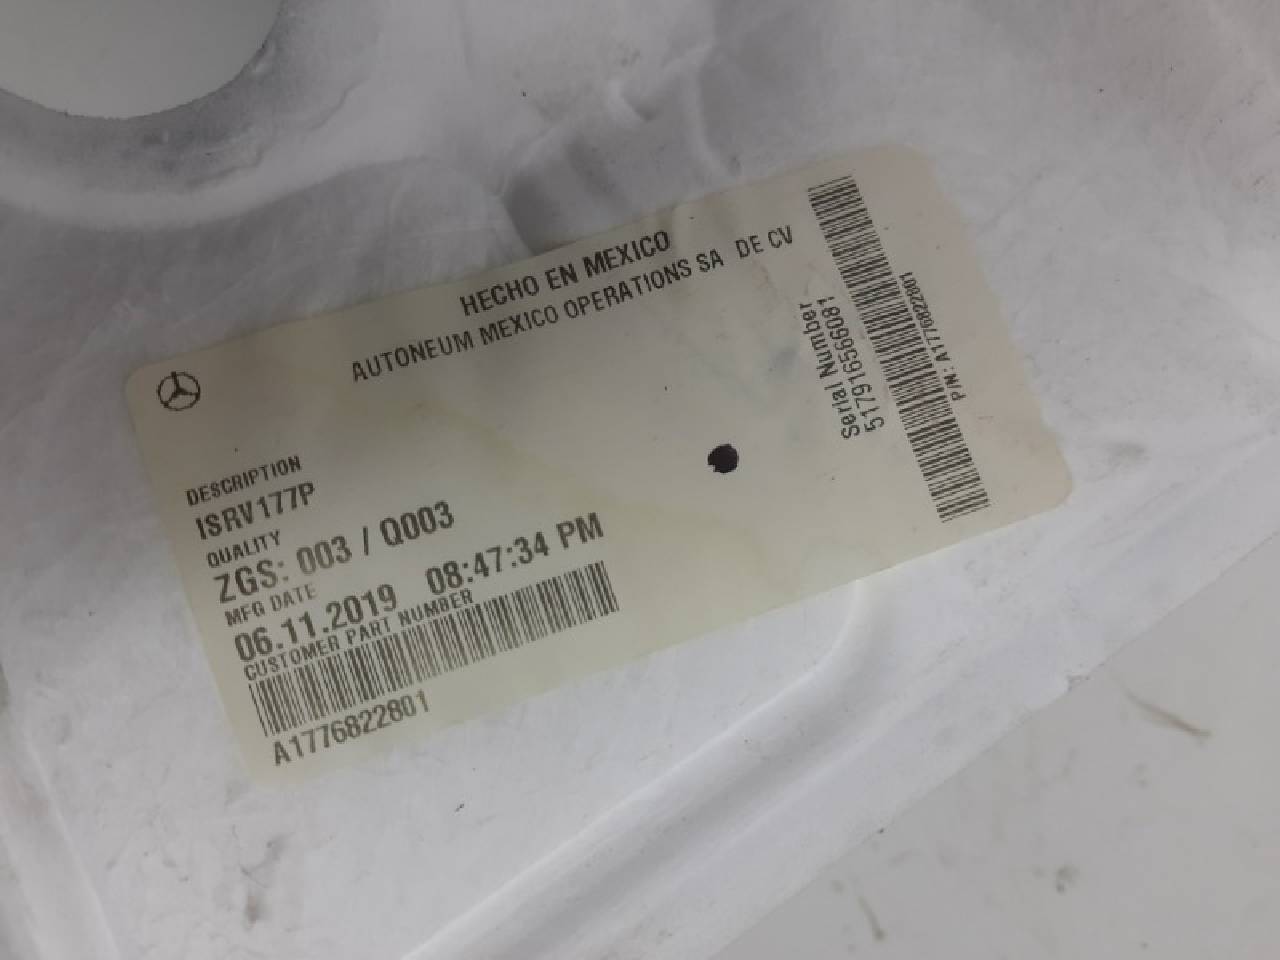 HECHO EN MEXICO
AUTONEUM MEXICO OPERATIONS SA DE CV
DESCRIPTION
ISRV177P
QUALITY
ZGS: 003 / Q003
MFG DATE
06.11.2019 08:47:34 PM
CUSTOMER PART NUMBER
A1776822801
Serial Number
51791656681
P/N: A1776822801